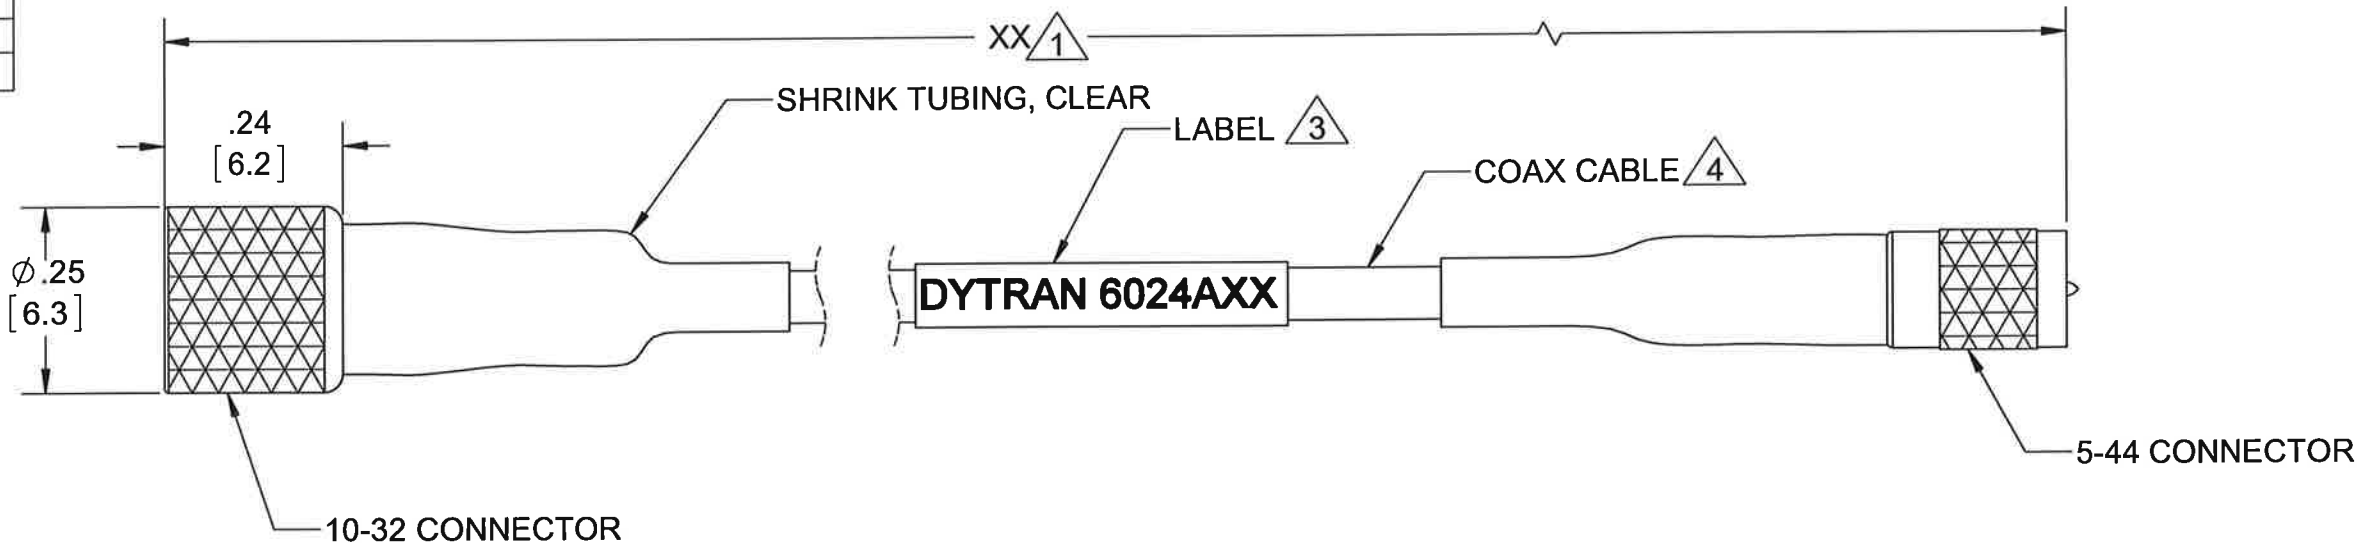 XX 1
SHRINK TUBING, CLEAR
.24
[6.2]
LABEL 3
COAX CABLE 4
Ø.25
[6.3]
DYTRAN 6024AXX
5-44 CONNECTOR
10-32 CONNECTOR